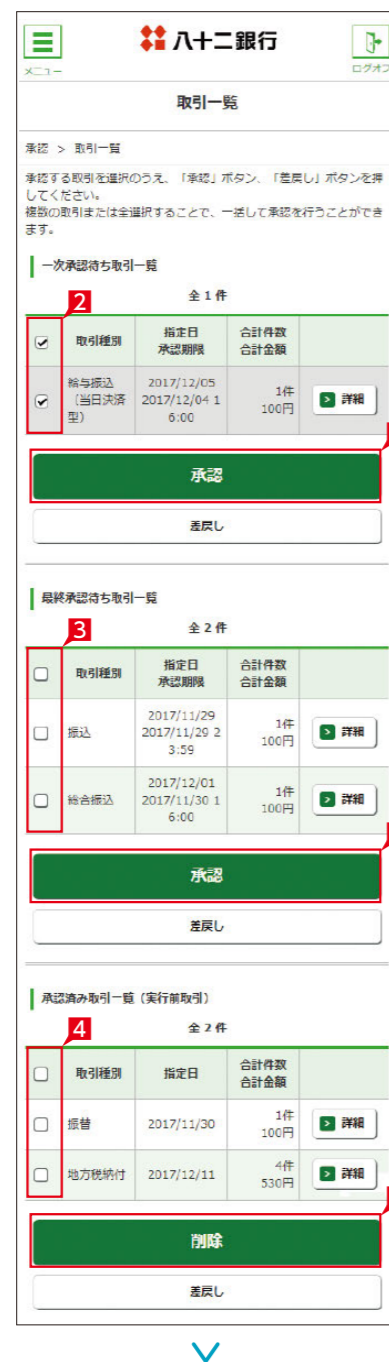 八十二銀行
メニュー
ログオフ
取引一覧
承認 > 取引一覧
承認する取引を選択のうえ、「承認」ボタン、「差戻し」ボタンを押
してください。
複数の取引または全選択することで、一括して承認を行うことができ
ます。
一次承認待ち取引一覧
2
全 1 件
取引種別
指定日
承認期限
合計件数
合計金額
給与振込
(当日決済
型)
2017/12/05
2017/12/04 1
6:00
1件
100円
詳細
承認
差戻し
最終承認待ち取引一覧
3
全 2 件
取引種別
指定日
承認期限
合計件数
合計金額
振込
2017/11/29
2017/11/29 2
3:59
1件
100円
詳細
総合振込
2017/12/01
2017/11/30 1
6:00
1件
100円
詳細
承認
差戻し
承認済み取引一覧(実行前取引)
4
全 2 件
取引種別
指定日
合計件数
合計金額
振替
2017/11/30
1件
100円
詳細
地方税納付
2017/12/11
4件
530円
詳細
削除
差戻し